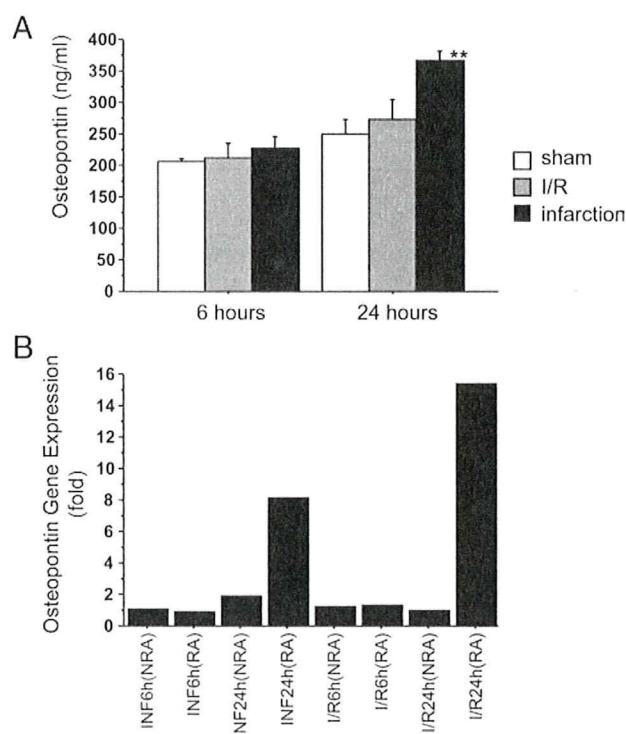 A
Osteopontin (ng/ml)
400
350
300
250
200
150
100
50
0
**
6 hours
24 hours
sham
I/R
infarction
B
Osteopontin Gene Expression
(fold)
16
14
12
10
8
6
4
2
0
INF6h(NRA)
INF6h(RA)
NF24h(NRA)
INF24h(RA)
I/R6h(NRA)
I/R6h(RA)
I/R24h(NRA)
I/R24h(RA)